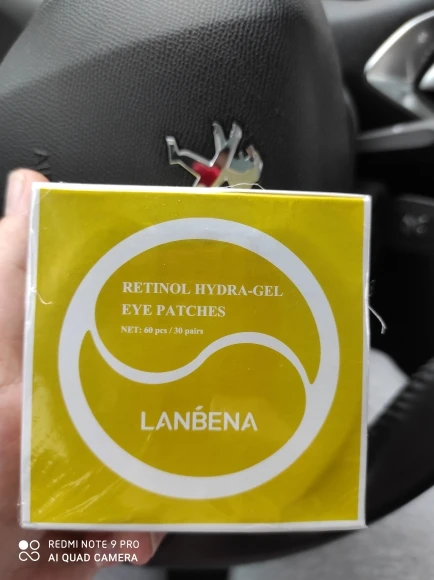 RETINOL HYDRA-GEL
EYE PATCHES
NET: 60 pcs / 30 pairs
LANBENA
REDMI NOTE 9 PRO
AI QUAD CAMERA